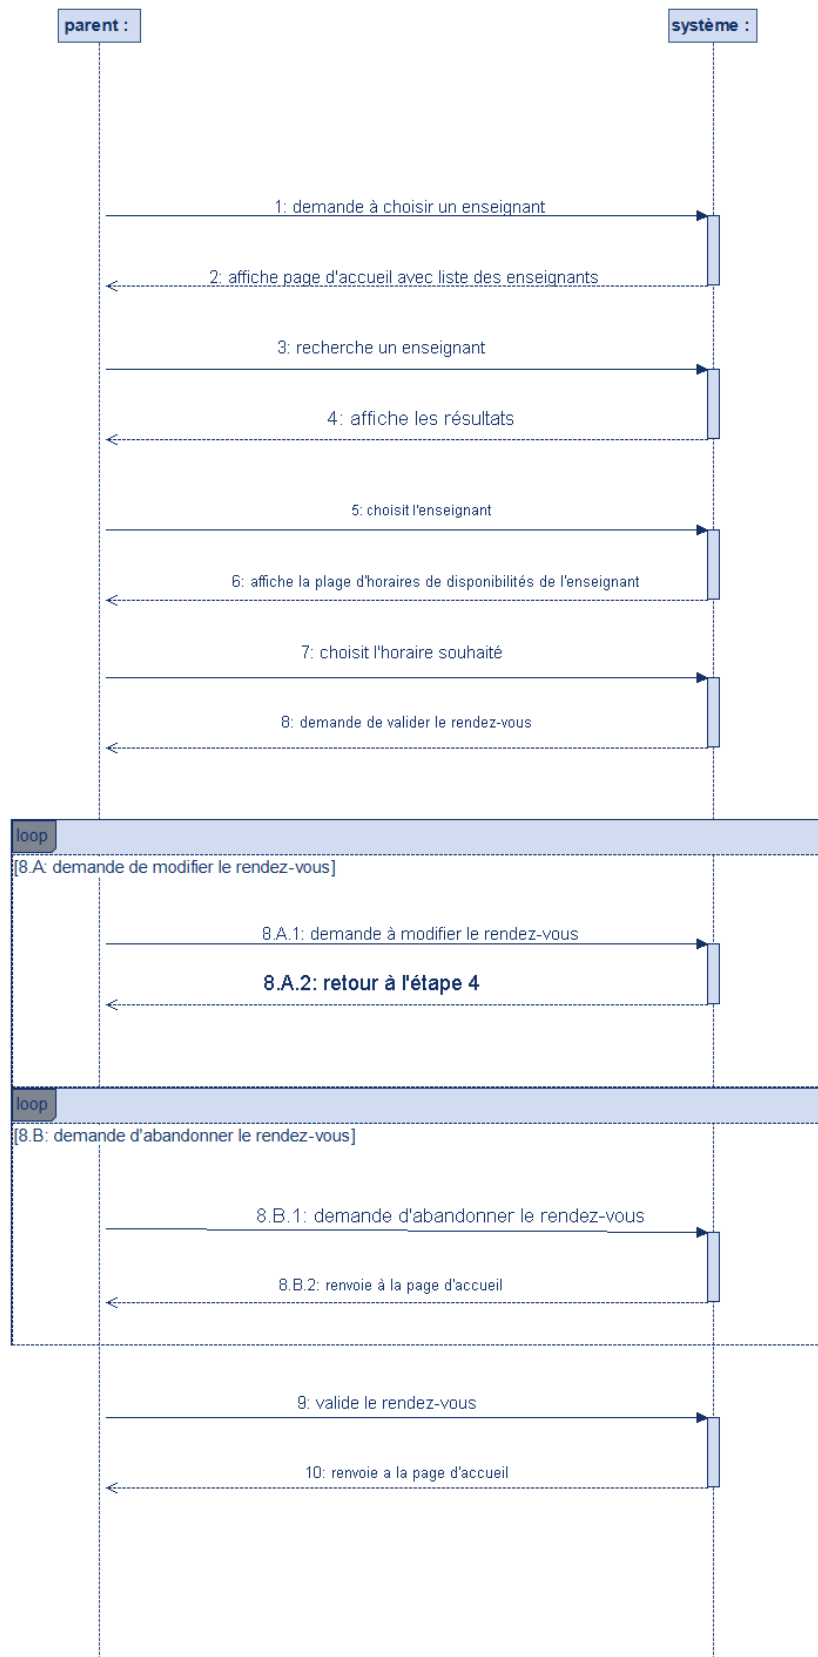 parent :
système :
1: demande à choisir un enseignant
2: affiche page d'accueil avec liste des enseignants
3: recherche un enseignant
4: affiche les résultats
5: choisit l'enseignant
6: affiche la plage d'horaires de disponibilités de l'enseignant
7: choisit l'horaire souhaité
8: demande de valider le rendez-vous
loop
[8.A: demande de modifier le rendez-vous]
8.A.1: demande à modifier le rendez-vous
8.A.2: retour à l'étape 4
loop
[8.B: demande d'abandonner le rendez-vous]
8.B.1: demande d'abandonner le rendez-vous
8.B.2: renvoie à la page d'accueil
9: valide le rendez-vous
10: renvoie a la page d'accueil